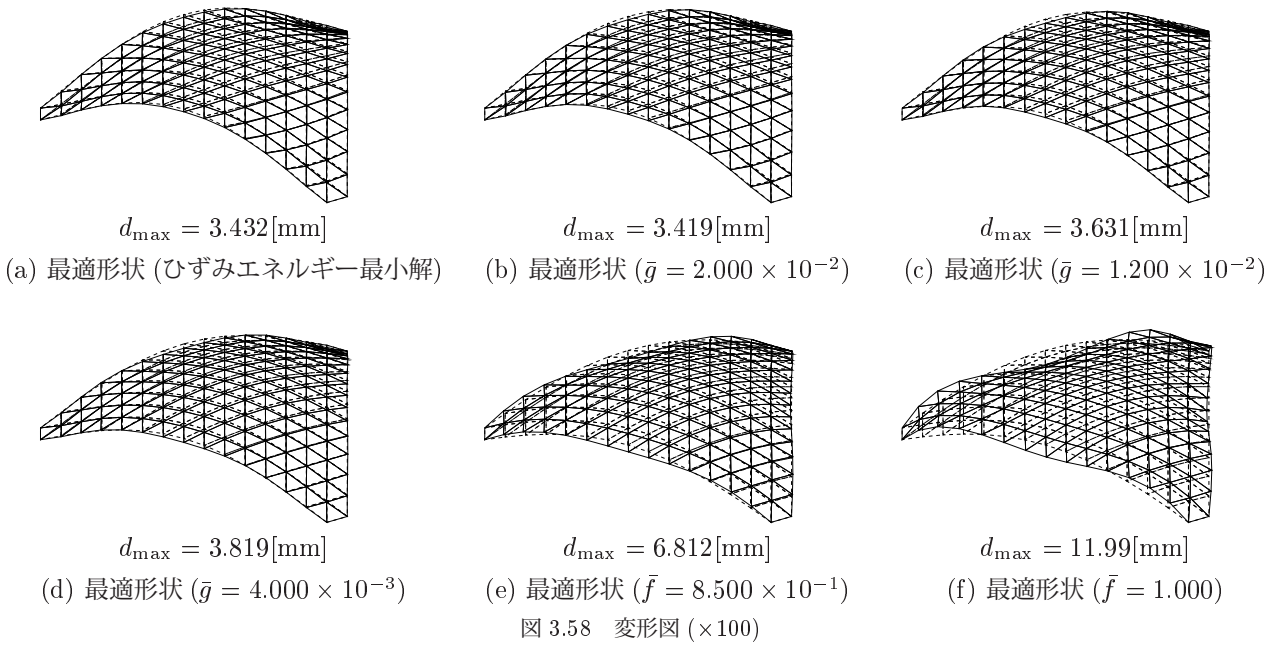 d_max = 3.432[mm]
d_max = 3.419[mm]
d_max = 3.631[mm]
(a) 最適形状 (ひずみエネルギー最小解)
(b) 最適形状 (ḡ = 2.000 × 10⁻²)
(c) 最適形状 (ḡ = 1.200 × 10⁻²)
d_max = 3.819[mm]
d_max = 6.812[mm]
d_max = 11.99[mm]
(d) 最適形状 (ḡ = 4.000 × 10⁻³)
(e) 最適形状 (f̄ = 8.500 × 10⁻¹)
(f) 最適形状 (f̄ = 1.000)
図 3.58　変形図 (×100)